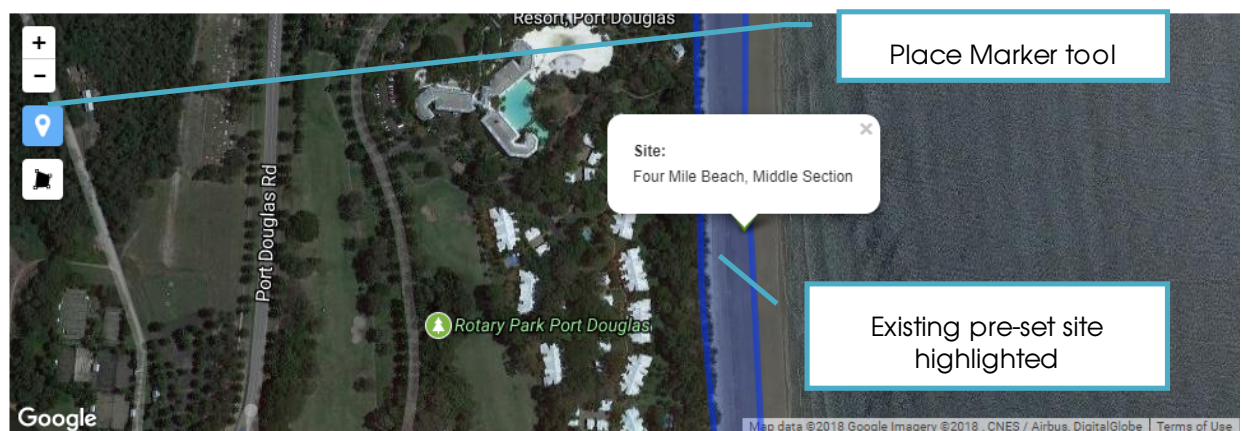 Resort, Port Douglas
+
−
Place Marker tool
Site:
Four Mile Beach, Middle Section
Port Douglas Rd
Existing pre-set site
highlighted
Rotary Park Port Douglas
Google
Map data ©2018 Google Imagery ©2018 , CNES / Airbus, DigitalGlobe
Terms of Use